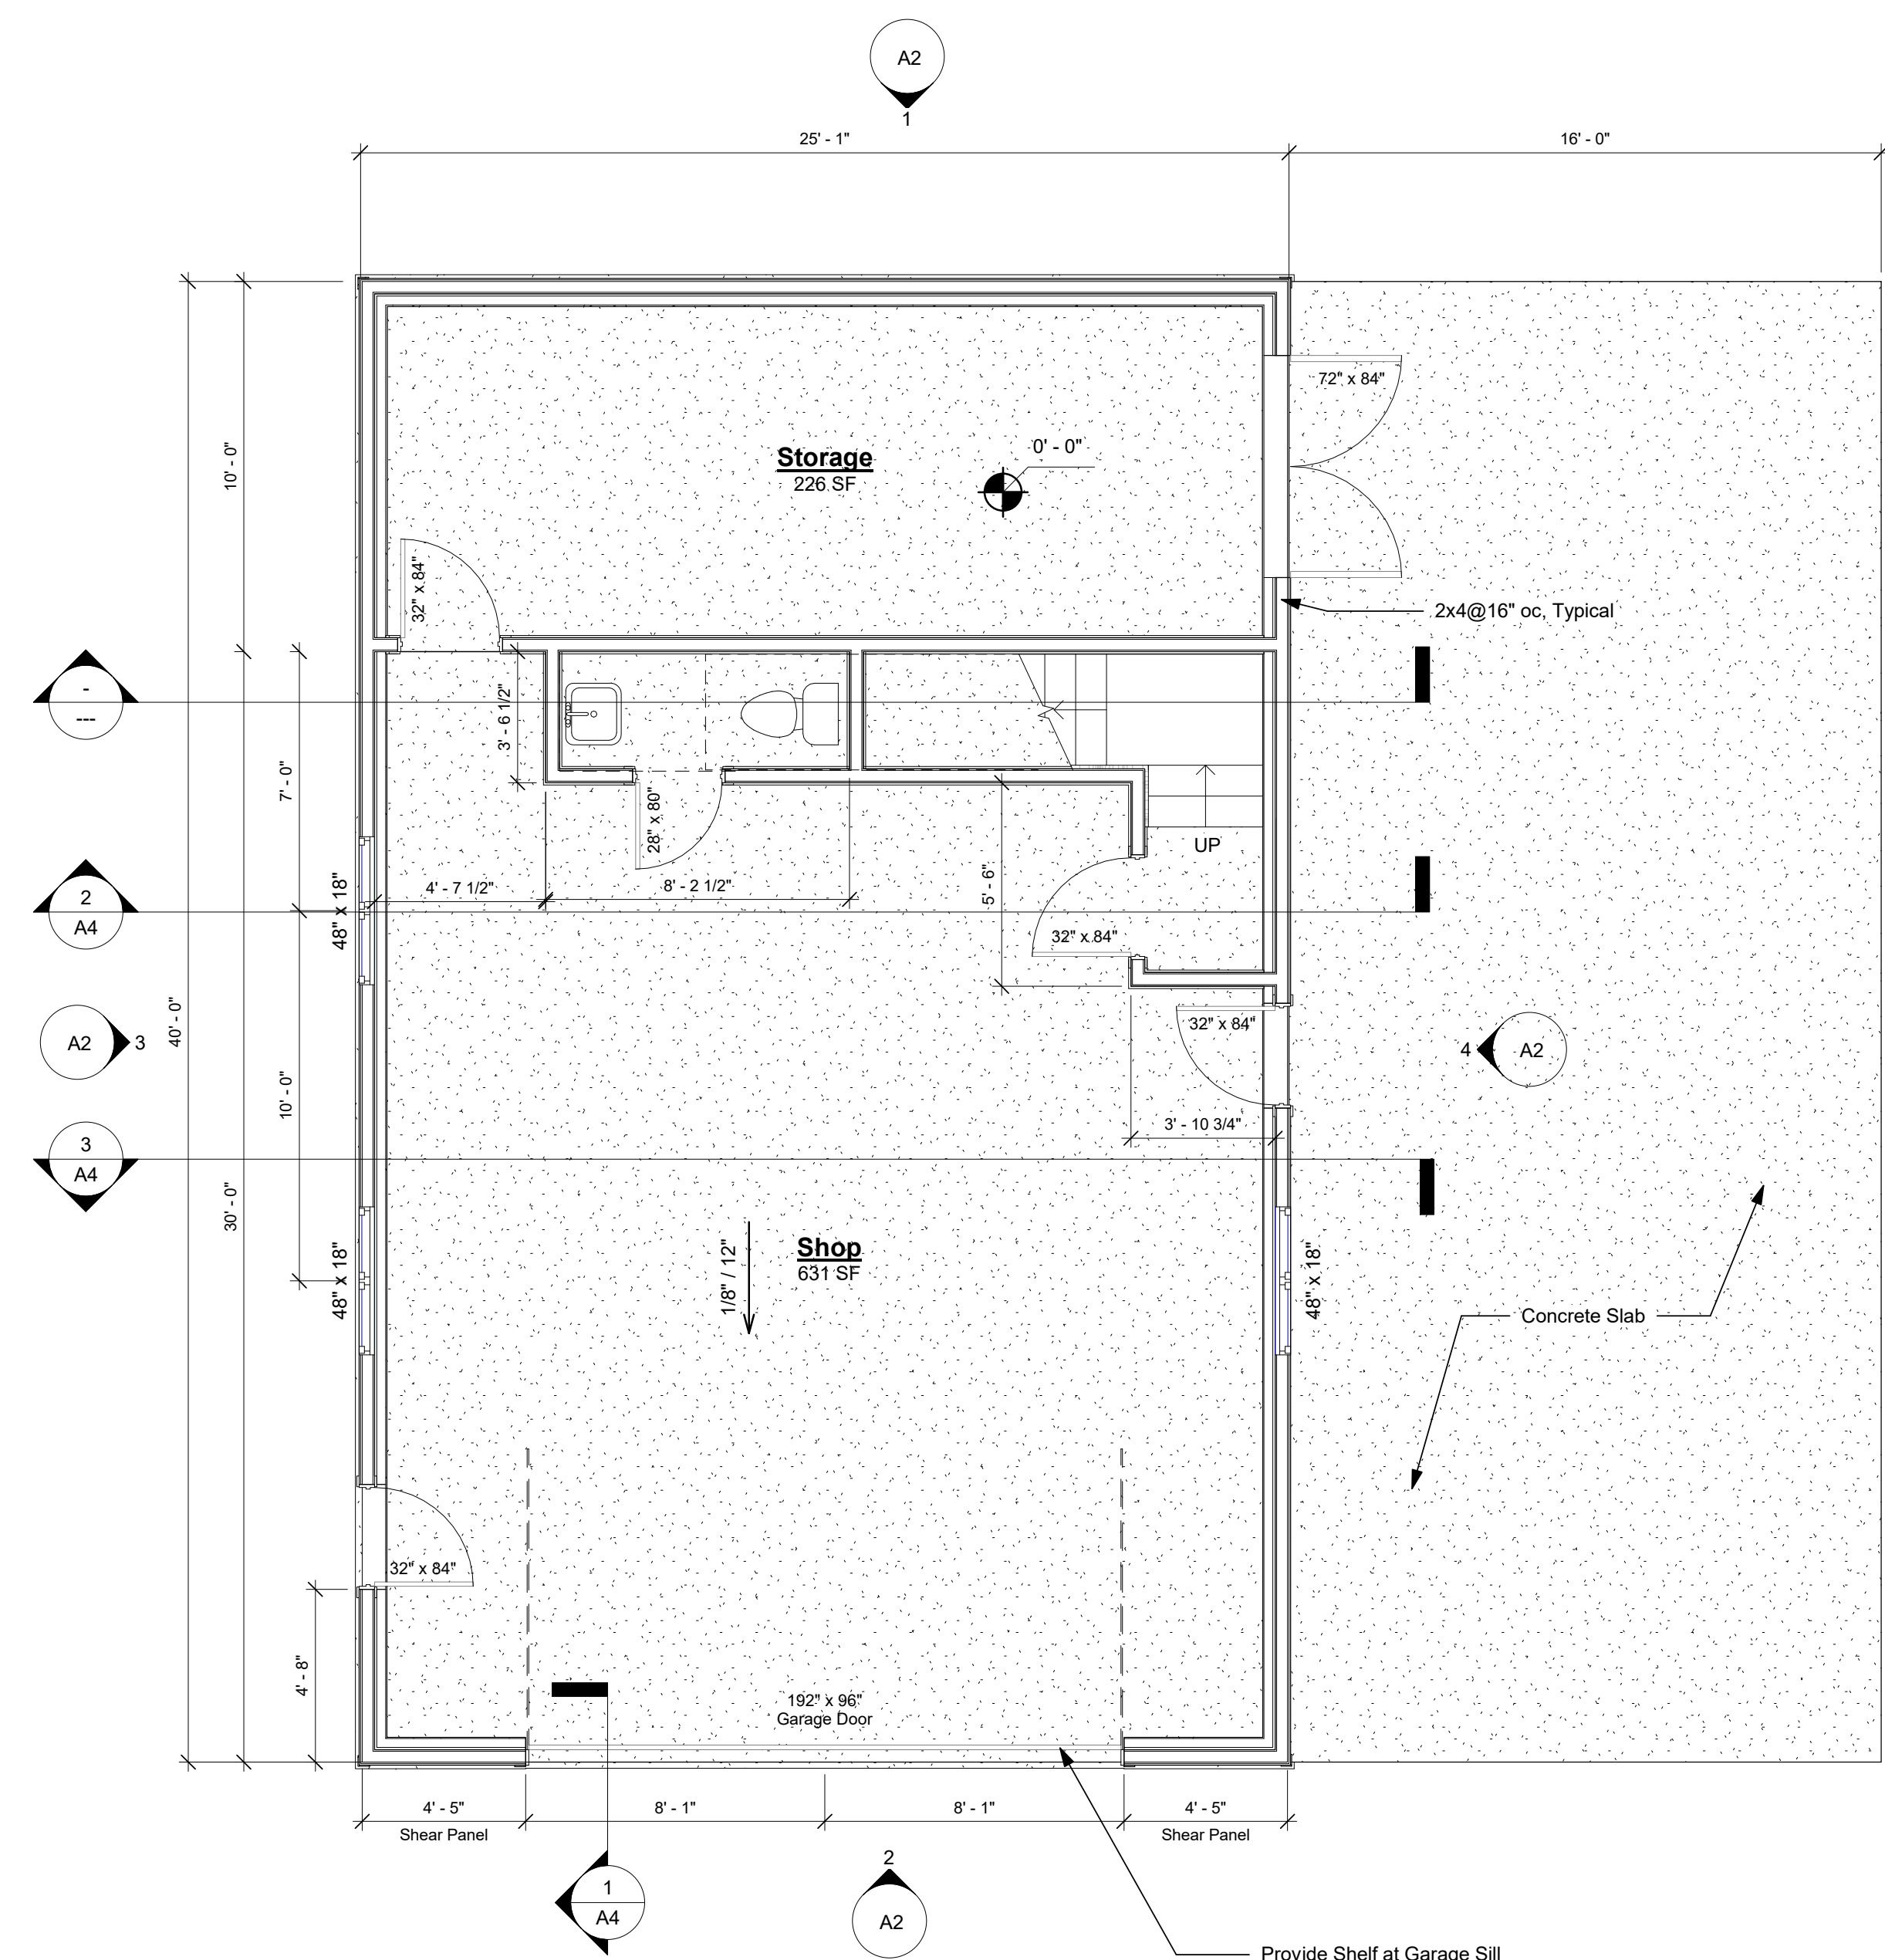 A2
1
25' - 1"
16' - 0"
72" x 84"
10' - 0"
Storage
226 SF
0' - 0"
32" x 84"
2x4@16" oc, Typical
-
---
3' - 6 1/2"
7' - 0"
28" x 80"
UP
2
A4
48" x 18"
4' - 7 1/2"
8' - 2 1/2"
5' - 6"
32" x 84"
40' - 0"
A2
3
32" x 84"
4
A2
10' - 0"
3' - 10 3/4"
3
A4
30' - 0"
48" x 18"
1/8" / 12"
Shop
631 SF
48" x 18"
Concrete Slab
32" x 84"
4' - 8"
192" x 96"
Garage Door
4' - 5"
8' - 1"
8' - 1"
4' - 5"
Shear Panel
Shear Panel
1
A4
2
A2
Provide Shelf at Garage Sill